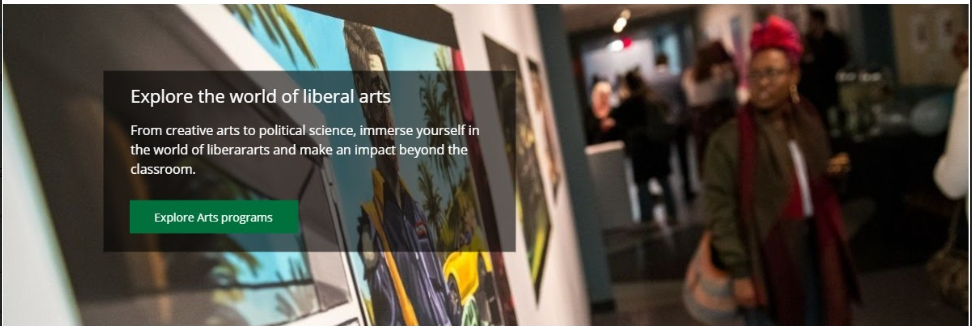 Explore the world of liberal arts
From creative arts to political science, immerse yourself in
the world of liberararts and make an impact beyond the
classroom.
Explore Arts programs